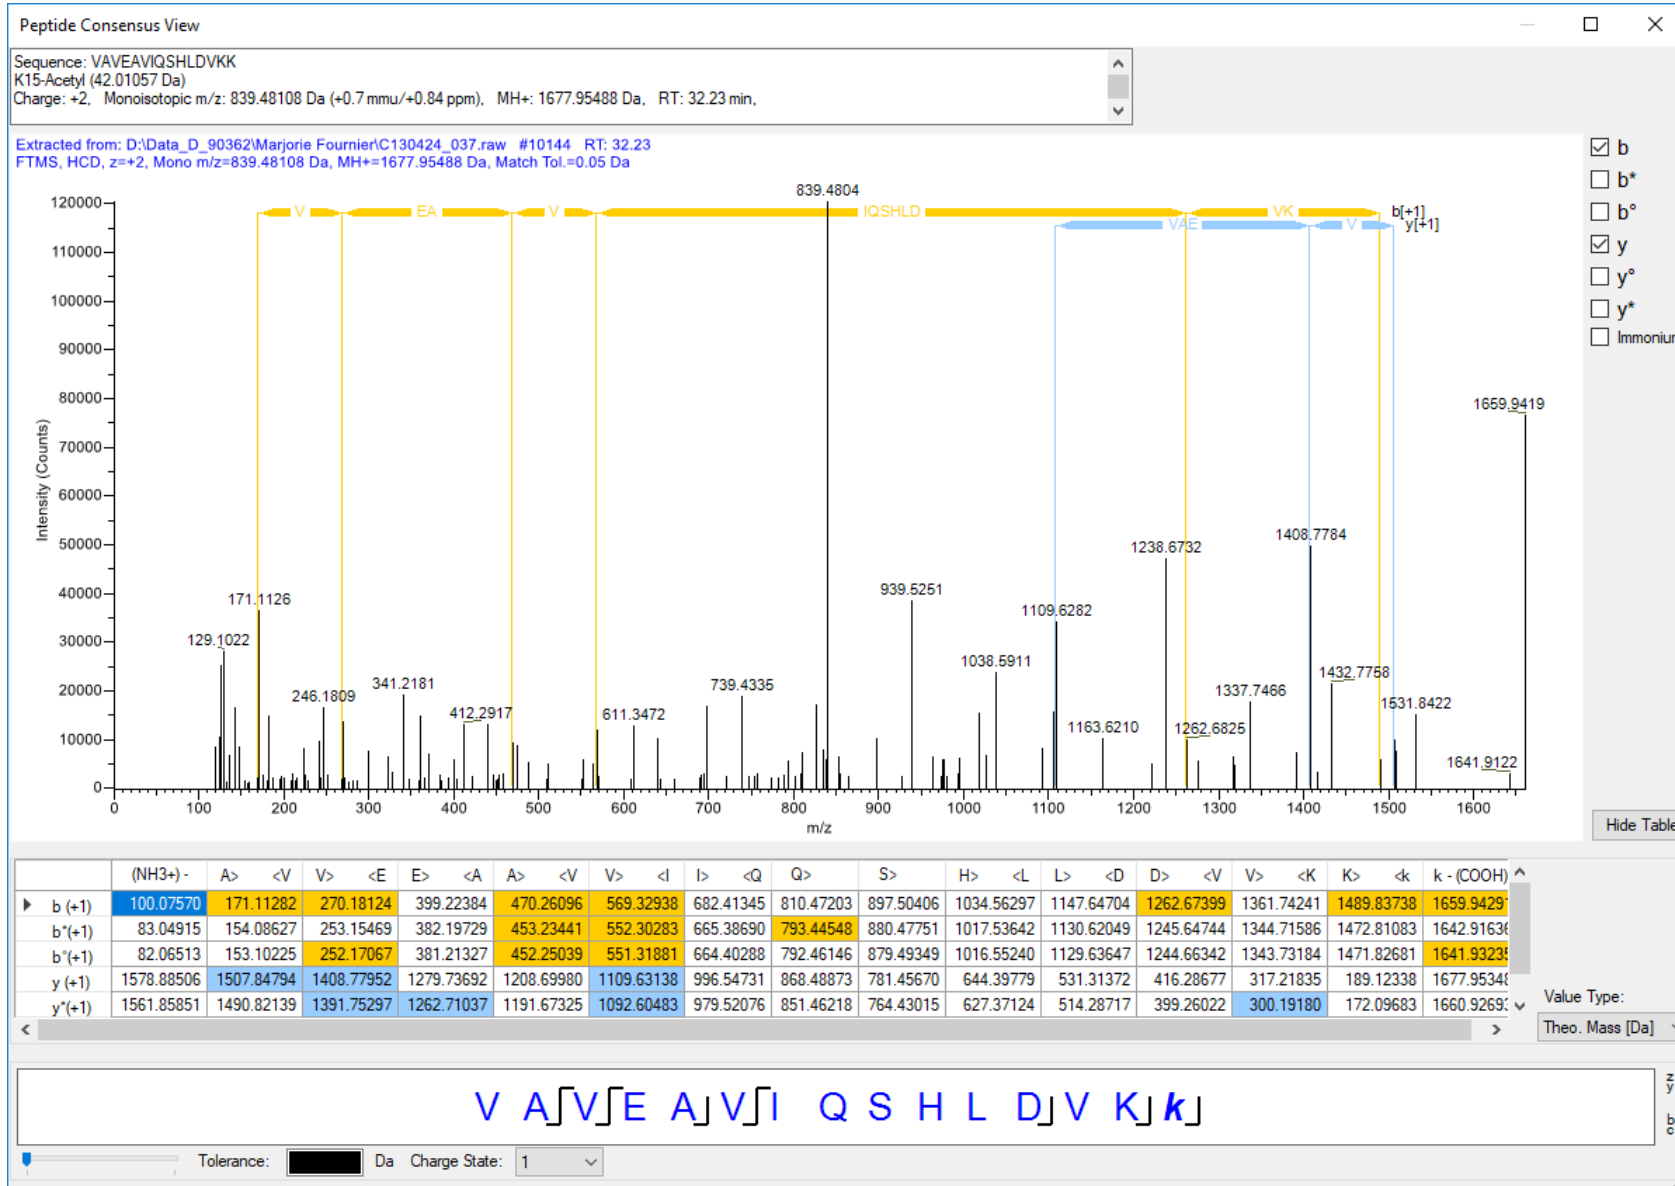 Peptide Consensus View
Sequence: VAVEAVIQSHLDVKK
K15-Acetyl (42.01057 Da)
Charge: +2, Monoisotopic m/z: 839.48108 Da (+0.7 mmu/+0.84 ppm), MH+: 1677.95488 Da, RT: 32.23 min,
Extracted from: D:\Data_D_90362\Marjorie Fournier\C130424_037.raw #10144 RT: 32.23
FTMS, HCD, z=+2, Mono m/z=839.48108 Da, MH+=1677.95488 Da, Match Tol.=0.05 Da
b
b*
b°
y
y°
y*
Immonium
839.4804
V EA V IQSHLD VK b[+1]
VAE V y[+1]
120000
110000
100000
90000
80000
70000
60000
50000
40000
30000
20000
10000
0
Intensity (Counts)
1659.9419
1408.7784
1238.6732
939.5251
171.1126
1109.6282
129.1022
1038.5911
1432.7758
341.2181
246.1809
739.4335
1337.7466
412.2917
611.3472
1531.8422
1163.6210
1262.6825
1641.9122
0 100 200 300 400 500 600 700 800 900 1000 1100 1200 1300 1400 1500 1600
m/z
Hide Table
(NH3+) - A> <V V> <E E> <A A> <V V> <I I> <Q Q> S> H> <L L> <D D> <V V> <K K> <k k - (COOH)
b (+1) 100.07570 171.11282 270.18124 399.22384 470.26096 569.32938 682.41345 810.47203 897.50406 1034.56297 1147.64704 1262.67399 1361.74241 1489.83738 1659.94291
b*(+1) 83.04915 154.08627 253.15469 382.19729 453.23441 552.30283 665.38690 793.44548 880.47751 1017.53642 1130.62049 1245.64744 1344.71586 1472.81083 1642.91636
b°(+1) 82.06513 153.10225 252.17067 381.21327 452.25039 551.31881 664.40288 792.46146 879.49349 1016.55240 1129.63647 1244.66342 1343.73184 1471.82681 1641.93235
y (+1) 1578.88506 1507.84794 1408.77952 1279.73692 1208.69980 1109.63138 996.54731 868.48873 781.45670 644.39779 531.31372 416.28677 317.21835 189.12338 1677.95348
y*(+1) 1561.85851 1490.82139 1391.75297 1262.71037 1191.67325 1092.60483 979.52076 851.46218 764.43015 627.37124 514.28717 399.26022 300.19180 172.09683 1660.92693
Value Type:
Theo. Mass [Da]
V A V E A V I Q S H L D V K k
z
y
b
c
Tolerance: Da Charge State: 1